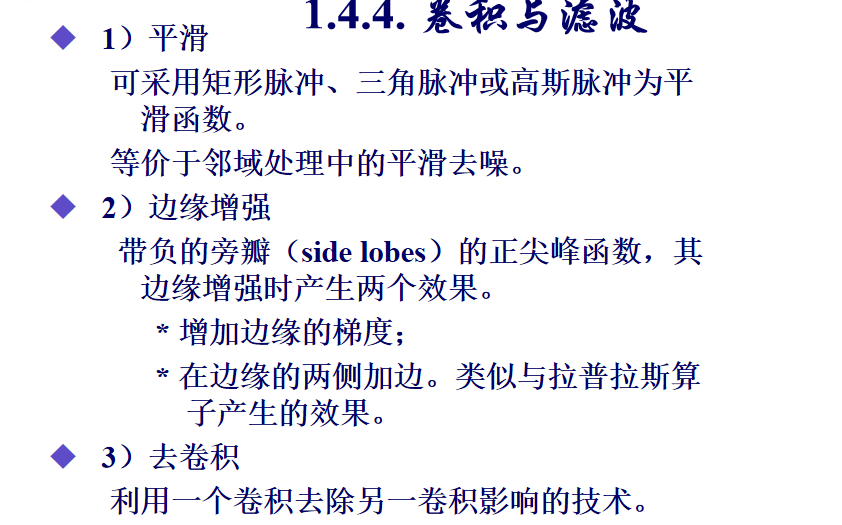 1.4.4. 卷积与滤波
1）平滑
可采用矩形脉冲、三角脉冲或高斯脉冲为平
滑函数。
等价于邻域处理中的平滑去噪。
2）边缘增强
带负的旁瓣（side lobes）的正尖峰函数，其
边缘增强时产生两个效果。
* 增加边缘的梯度；
* 在边缘的两侧加边。类似与拉普拉斯算
子产生的效果。
3）去卷积
利用一个卷积去除另一卷积影响的技术。